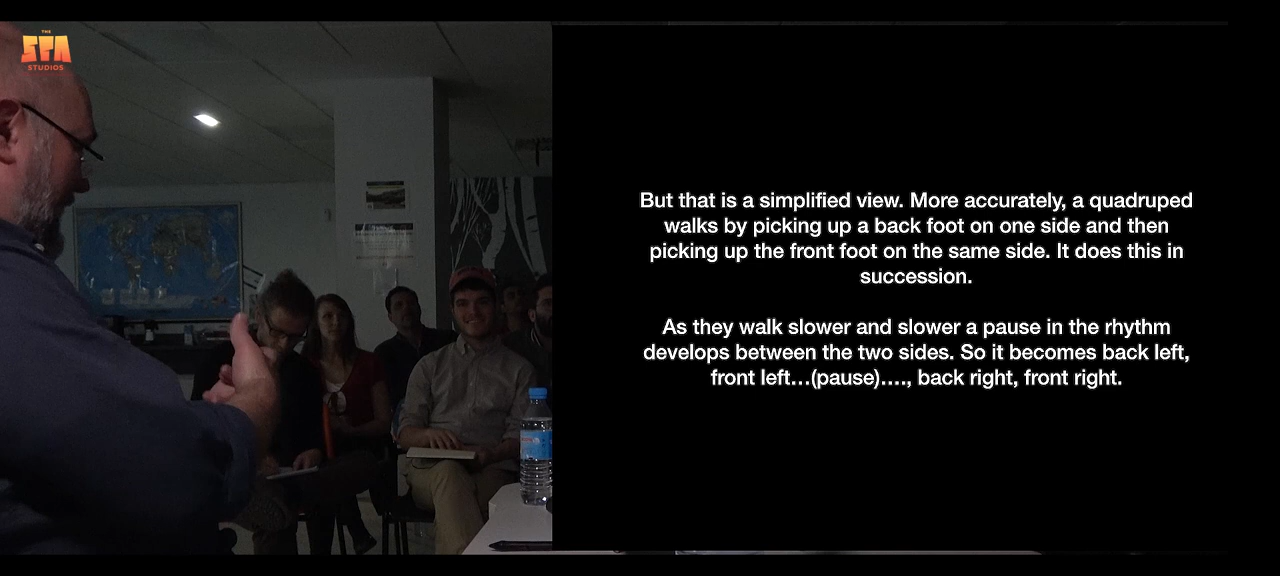 THE
SPA
STUDIOS
But that is a simplified view. More accurately, a quadruped
walks by picking up a back foot on one side and then
picking up the front foot on the same side. It does this in
succession.
As they walk slower and slower a pause in the rhythm
develops between the two sides. So it becomes back left,
front left…(pause)…., back right, front right.